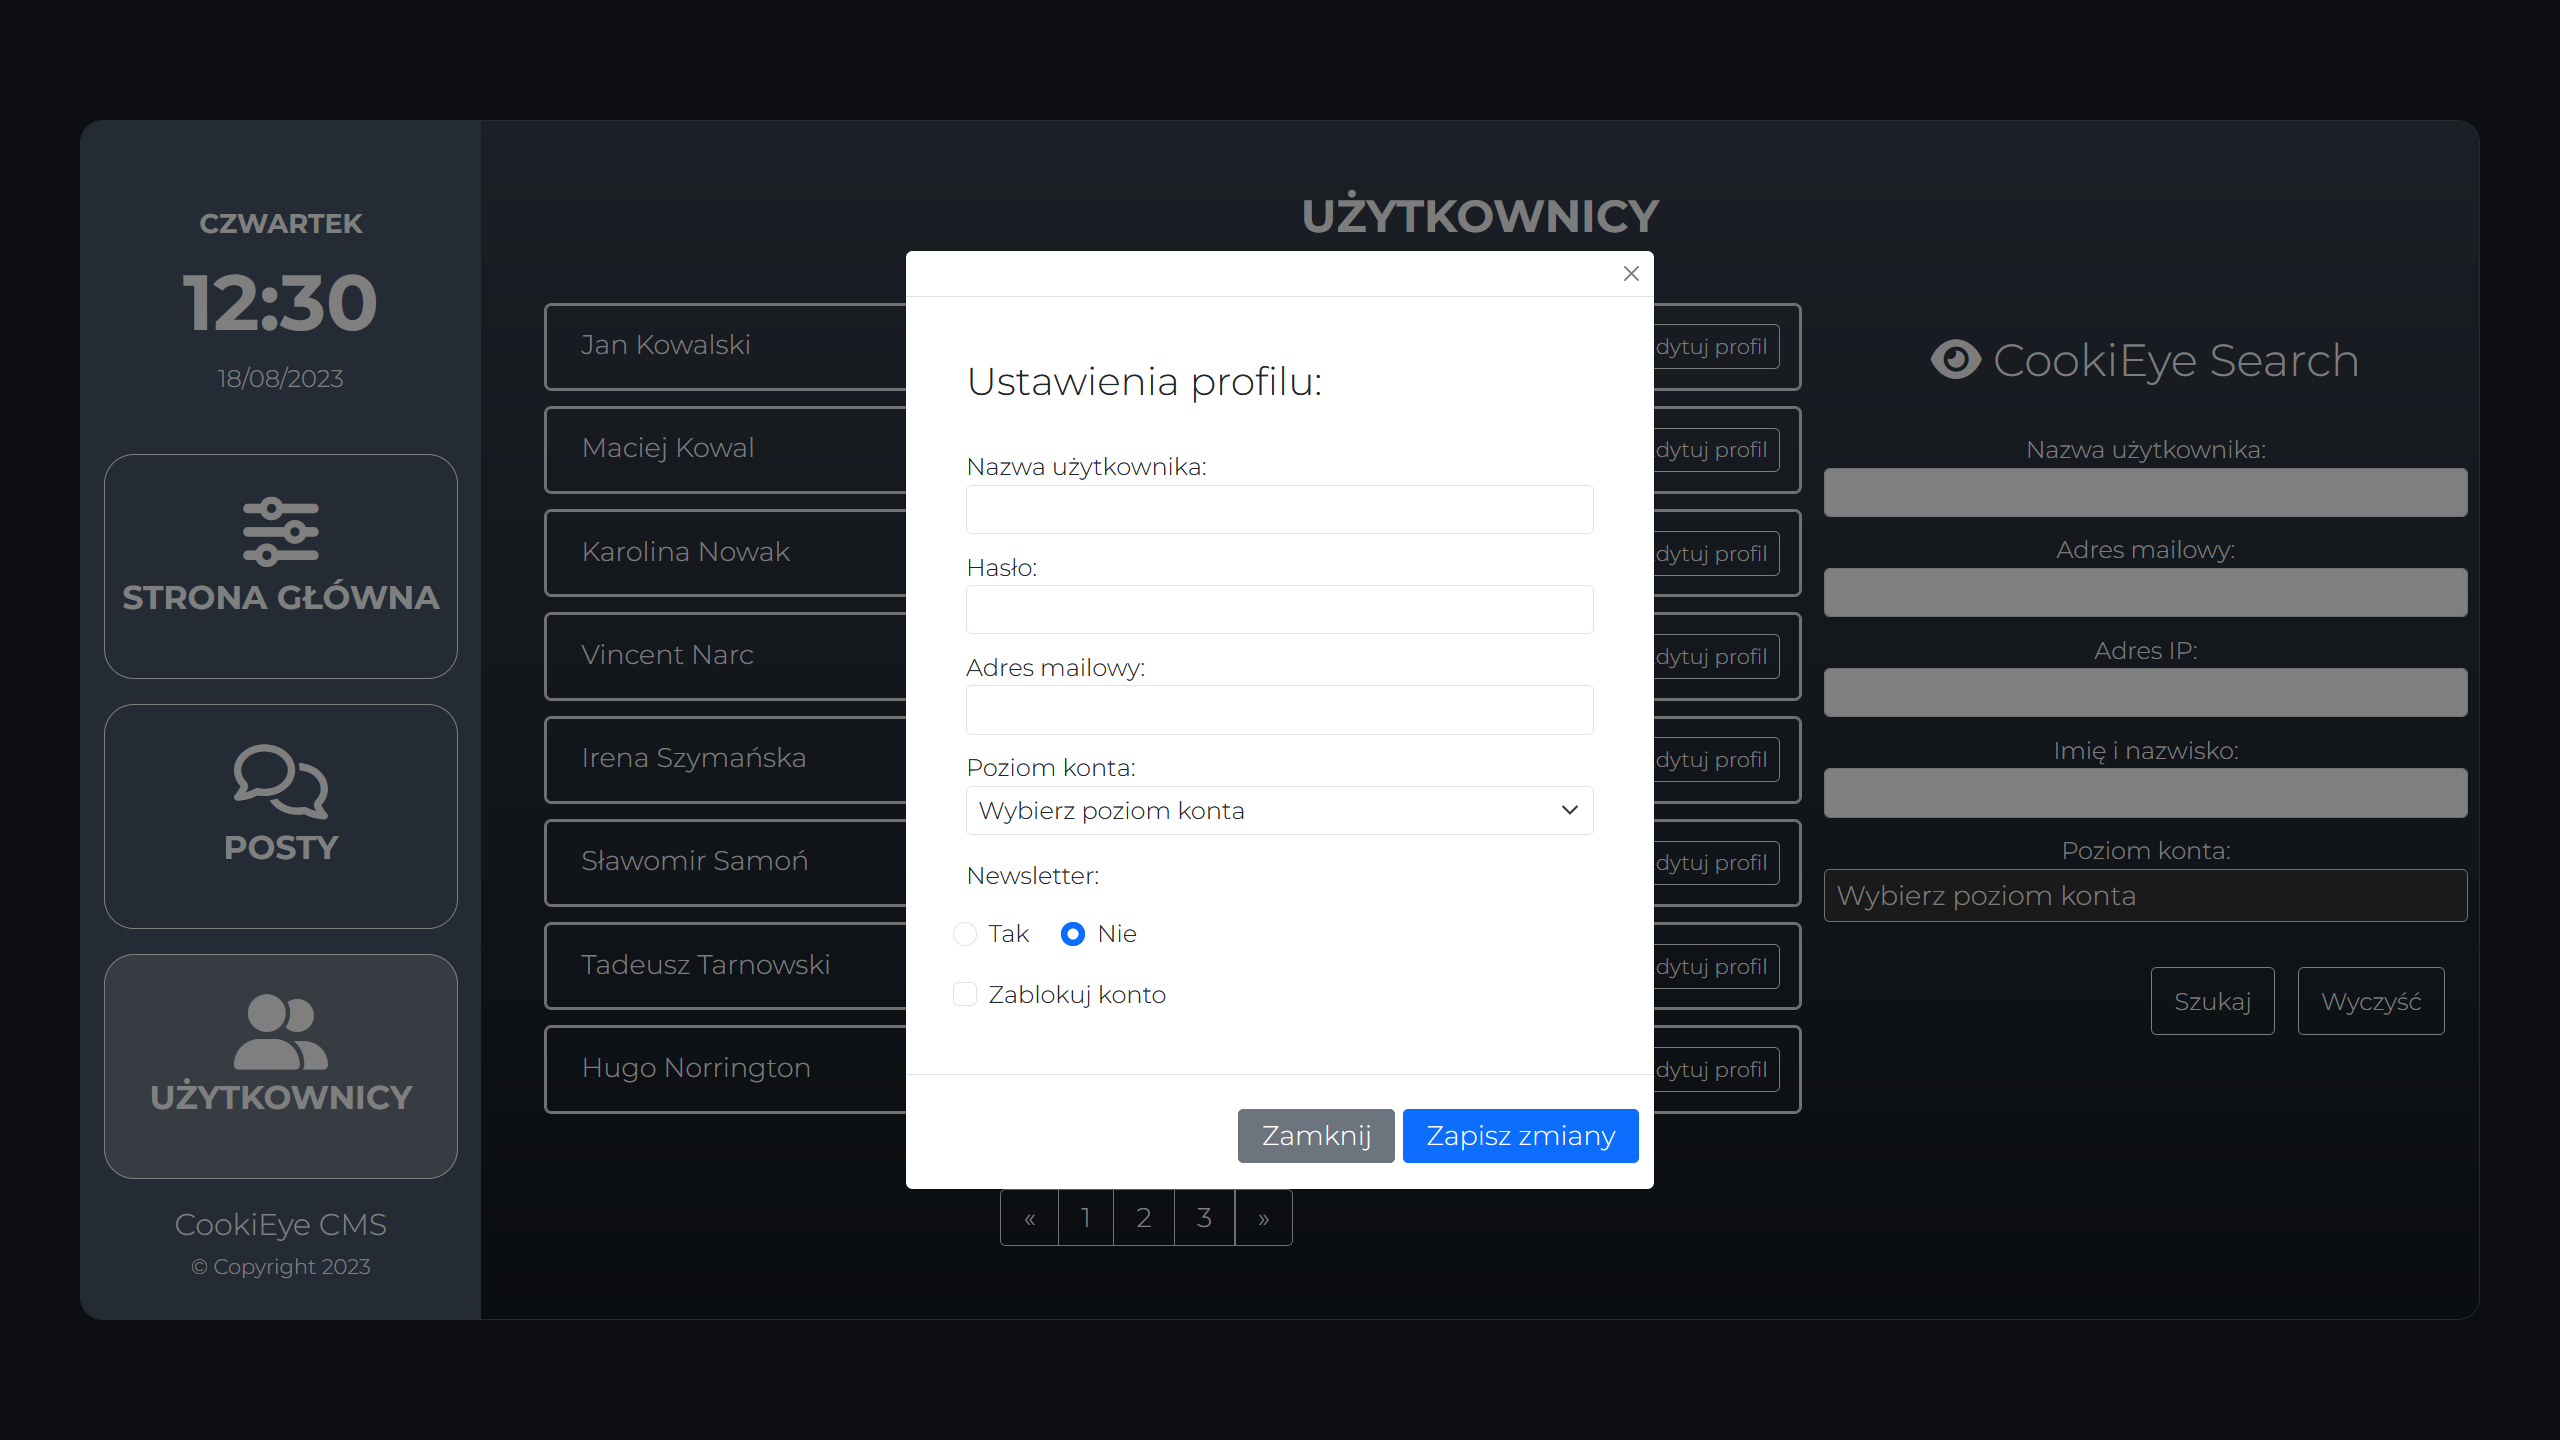 CZWARTEK
12:30
18/08/2023
STRONA GŁÓWNA
POSTY
UŻYTKOWNICY
CookiEye CMS
© Copyright 2023
UŻYTKOWNICY
Jan Kowalski
dytuj profil
Maciej Kowal
dytuj profil
Karolina Nowak
dytuj profil
Vincent Narc
dytuj profil
Irena Szymańska
dytuj profil
Sławomir Samoń
dytuj profil
Tadeusz Tarnowski
dytuj profil
Hugo Norrington
dytuj profil
« 1 2 3 »
Ustawienia profilu:
Nazwa użytkownika:
Hasło:
Adres mailowy:
Poziom konta:
Wybierz poziom konta
Newsletter:
Tak Nie
Zablokuj konto
Zamknij Zapisz zmiany
CookiEye Search
Nazwa użytkownika:
Adres mailowy:
Adres IP:
Imię i nazwisko:
Poziom konta:
Wybierz poziom konta
Szukaj Wyczyść